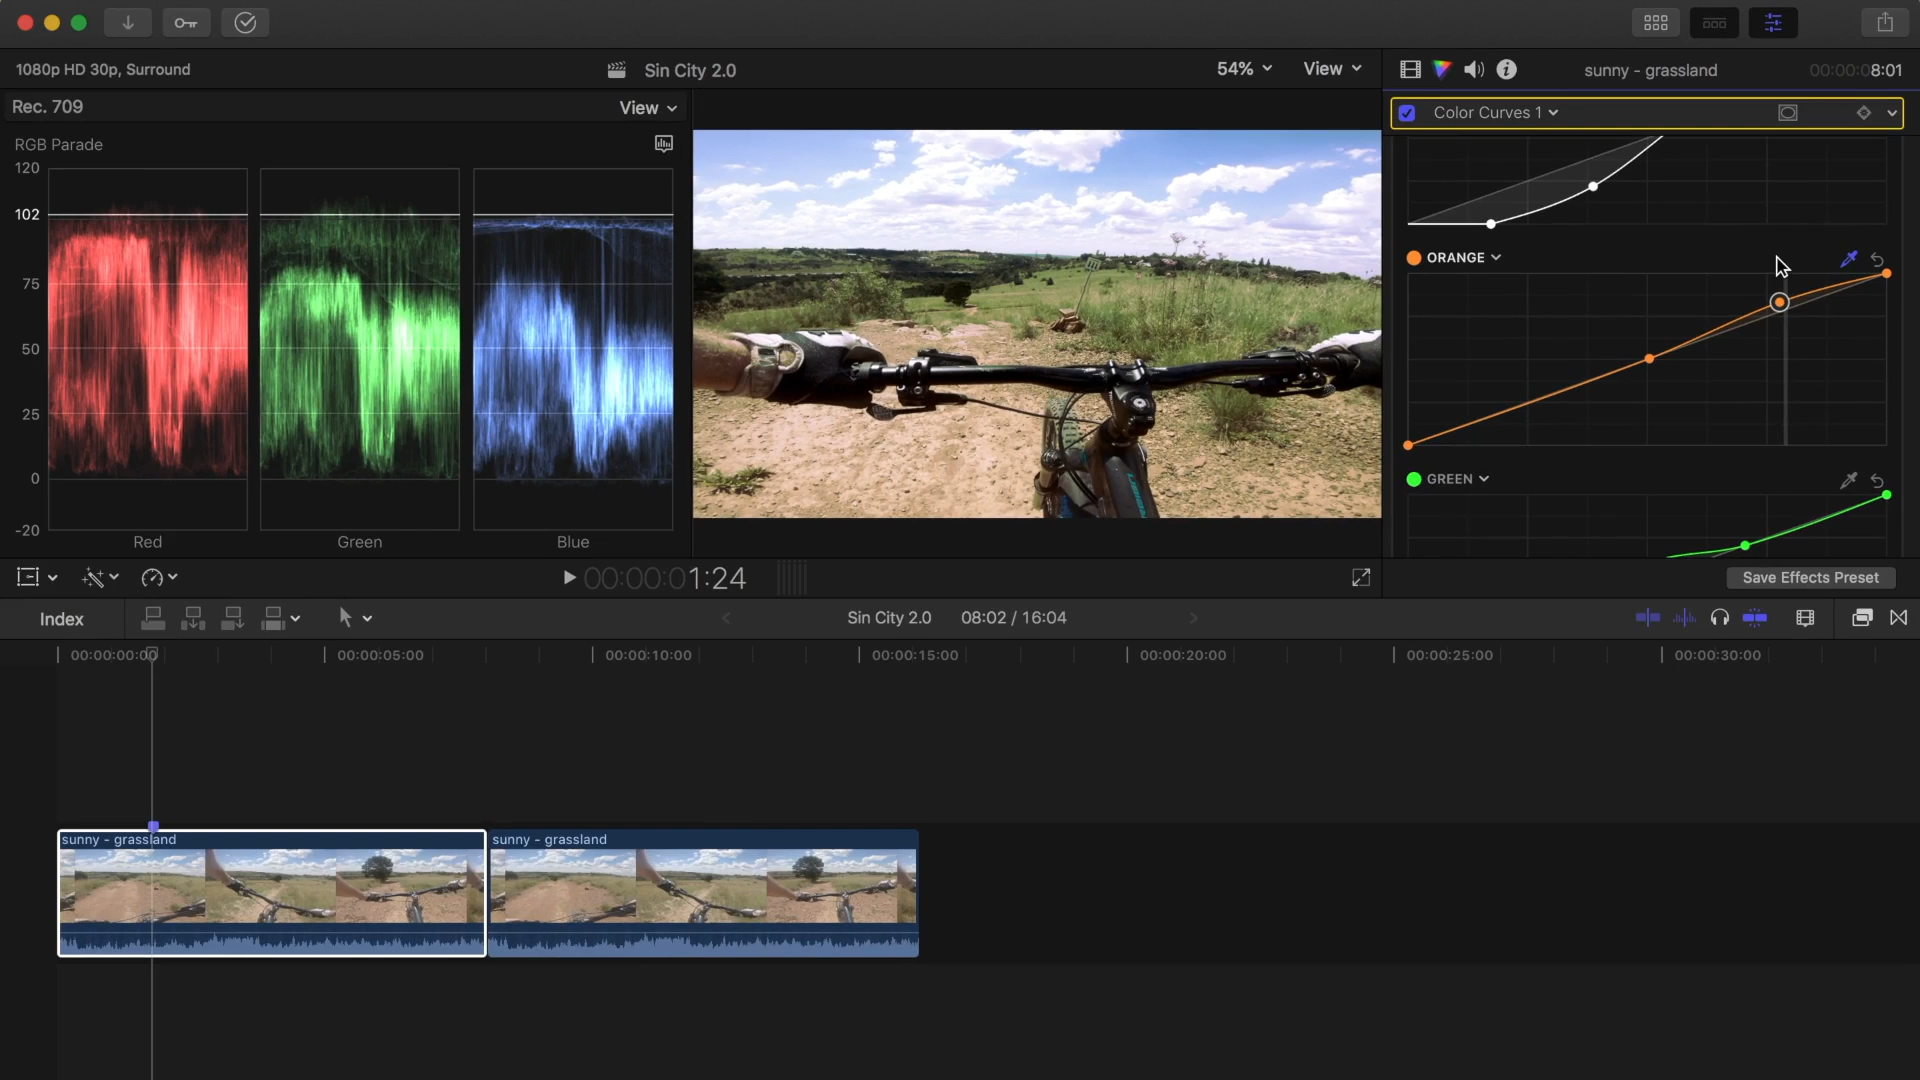 1080p HD 30p, Surround
Sin City 2.0
54%
View
sunny - grassland
00:00:08:01
Rec. 709
View
Color Curves 1
RGB Parade
120
102
75
50
25
0
-20
Red
Green
Blue
ORANGE
GREEN
00:00:01:24
Save Effects Preset
Index
Sin City 2.0
08:02 / 16:04
00:00:00:00
00:00:05:00
00:00:10:00
00:00:15:00
00:00:20:00
00:00:25:00
00:00:30:00
sunny - grassland
sunny - grassland